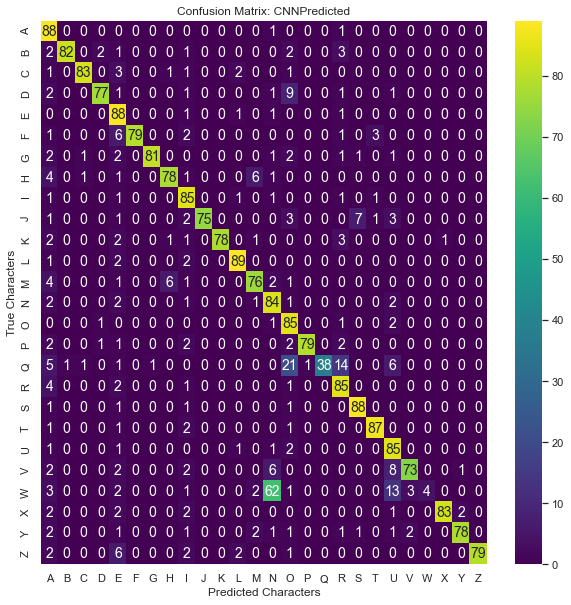 Confusion Matrix: CNNPredicted
A 88 0 0 0 0 0 0 0 0 0 0 0 0 1 0 0 0 1 0 0 0 0 0 0 0 0
B 2 82 0 2 1 0 0 0 1 0 0 0 0 0 2 0 0 3 0 0 0 0 0 0 0 0
C 1 0 83 0 3 0 0 1 1 0 0 2 0 0 0 0 0 0 0 0 0 0 0 0 0 0
D 2 0 0 77 1 0 0 0 1 0 0 0 0 0 9 0 0 1 0 0 1 0 0 0 0 0
E 0 0 0 0 88 0 0 0 1 0 0 1 0 1 0 0 0 0 0 0 0 0 0 0 0 0
F 1 0 0 0 6 79 0 0 2 0 0 0 0 0 0 0 0 1 0 3 0 0 0 0 0 0
G 2 0 1 0 2 0 81 0 0 0 0 0 0 1 2 0 0 1 1 0 1 0 0 0 0 0
H 4 0 1 0 1 0 0 78 1 0 0 0 6 1 0 0 0 0 0 0 0 0 0 0 0 0
I 1 0 0 0 1 0 0 0 85 0 0 1 0 1 0 0 0 1 0 1 0 0 0 0 0 0
J 1 0 0 0 1 0 0 0 2 75 0 0 0 0 3 0 0 0 7 1 3 0 0 0 0 0
K 2 0 0 0 2 0 0 1 1 0 78 0 1 0 0 0 0 3 0 0 0 0 0 1 0 0
L 1 0 0 0 2 0 0 0 2 0 0 89 0 0 0 0 0 0 0 0 0 0 0 0 0 0
M 4 0 0 0 1 0 0 6 1 0 0 0 76 2 1 0 0 0 0 0 0 0 0 0 0 0
N 2 0 0 0 2 0 0 0 1 0 0 0 1 84 1 0 0 0 0 0 2 0 0 0 0 0
O 0 0 0 1 0 0 0 0 0 0 0 0 0 1 85 0 0 1 0 0 2 0 0 0 0 0
P 2 0 0 1 1 0 0 0 2 0 0 0 0 0 2 79 0 2 0 0 0 0 0 0 0 0
Q 5 1 1 0 1 0 1 0 0 0 0 0 0 0 21 1 38 14 0 0 6 0 0 0 0 0
R 4 0 0 0 2 0 0 0 1 0 0 0 0 0 1 0 0 85 0 0 0 0 0 0 0 0
S 1 0 0 0 1 0 0 0 1 0 0 0 0 0 1 0 0 0 88 0 0 0 0 0 0 0
T 1 0 0 0 1 0 0 0 2 0 0 0 0 0 1 0 0 0 0 87 0 0 0 0 0 0
U 1 0 0 0 1 0 0 0 0 0 0 1 0 1 2 0 0 0 0 0 85 0 0 0 0 0
V 2 0 0 0 2 0 0 0 2 0 0 0 0 6 0 0 0 0 0 0 8 73 0 0 1 0
W 3 0 0 0 2 0 0 0 1 0 0 0 2 62 0 0 0 0 0 0 13 3 4 0 0 0
X 2 0 0 0 2 0 0 0 2 0 0 0 0 0 0 0 0 0 0 0 1 0 0 83 2 0
Y 2 0 0 0 1 0 0 0 1 0 0 0 2 1 1 0 0 1 1 0 1 2 0 0 78 0
Z 2 0 0 0 6 0 0 0 2 0 0 2 0 0 1 0 0 0 0 0 0 0 0 0 0 79
A B C D E F G H I J K L M N O P Q R S T U V W X Y Z
Predicted Characters
True Characters
80
70
60
50
40
30
20
10
0